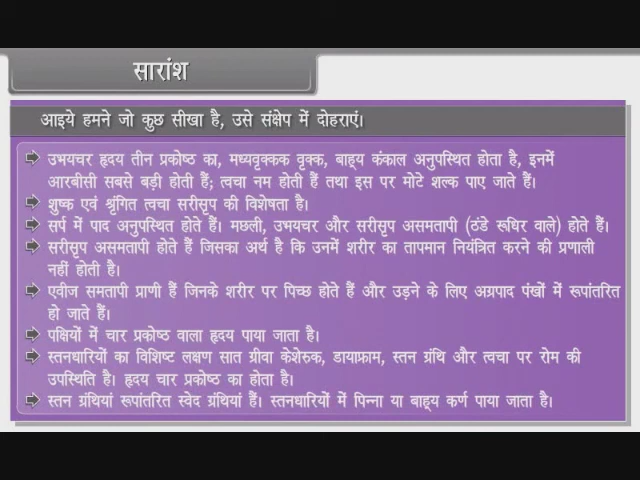 सारांश
आइये हमने जो कुछ सीखा है, उसे संक्षेप में दोहराएं।
उभयचर हृदय तीन प्रकोष्ठ का, मध्यवृक्कक वृक्क, बाह्य कंकाल अनुपस्थित होता है, इनमें
आरबीसी सबसे बड़ी होती हैं; त्वचा नम होती हैं तथा इस पर मोटे शल्क पाए जाते हैं।
शुष्क एवं श्रृंगित त्वचा सरीसृप की विशेषता है।
सर्प में पाद अनुपस्थित होते हैं। मछली, उभयचर और सरीसृप असमतापी (ठंडे रूधिर वाले) होते हैं।
सरीसृप असमतापी होते हैं जिसका अर्थ है कि उनमें शरीर का तापमान नियंत्रित करने की प्रणाली
नहीं होती है।
एवीज समतापी प्राणी हैं जिनके शरीर पर पिच्छ होते हैं और उड़ने के लिए अग्रपाद पंखों में रूपांतरित
हो जाते हैं।
पक्षियों में चार प्रकोष्ठ वाला हृदय पाया जाता है।
स्तनधारियों का विशिष्ट लक्षण सात ग्रीवा केशेरुक, डायाफ्राम, स्तन ग्रंथि और त्वचा पर रोम की
उपस्थिति है। हृदय चार प्रकोष्ठ का होता है।
स्तन ग्रंथियां रूपांतरित स्वेद ग्रंथियां हैं। स्तनधारियों में पिन्ना या बाह्य कर्ण पाया जाता है।